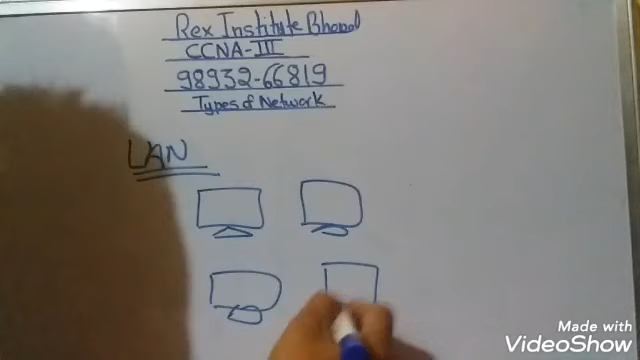 Rex Institute Bhopal
CCNA-III
98932-66819
Types of Network
LAN
Made with
VideoShow